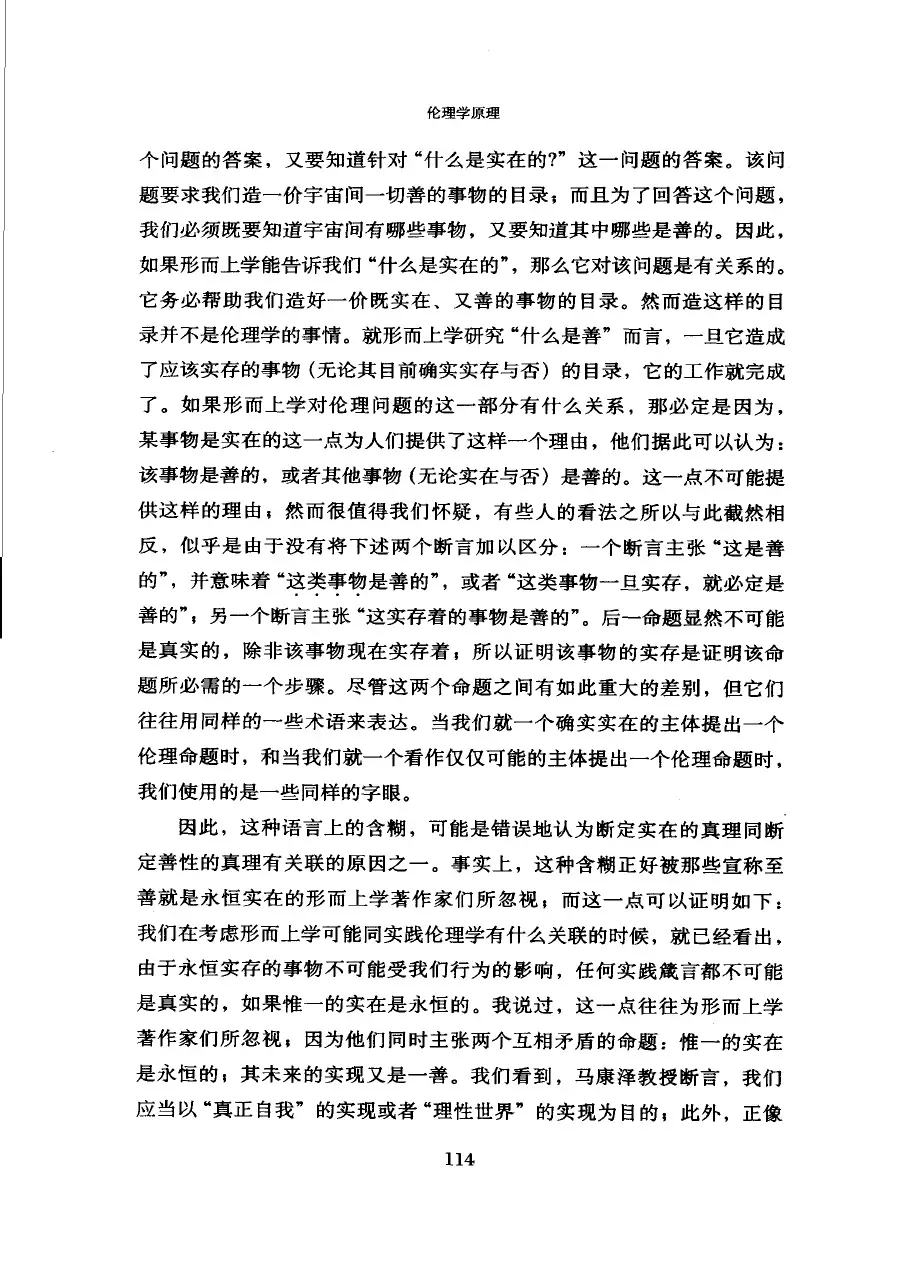 伦理学原理
个问题的答案，又要知道针对“什么是实在的?”这一问题的答案。该问
题要求我们造一价宇宙间一切善的事物的目录；而且为了回答这个问题，
我们必须既要知道宇宙间有哪些事物，又要知道其中哪些是善的。因此，
如果形而上学能告诉我们“什么是实在的”，那么它对该问题是有关系的。
它务必帮助我们造好一价既实在、又善的事物的目录。然而造这样的目
录并不是伦理学的事情。就形而上学研究“什么是善”而言，一旦它造成
了应该实存的事物（无论其目前确实实存与否）的目录，它的工作就完成
了。如果形而上学对伦理问题的这一部分有什么关系，那必定是因为，
某事物是实在的这一点为人们提供了这样一个理由，他们据此可以认为：
该事物是善的，或者其他事物（无论实在与否）是善的。这一点不可能提
供这样的理由；然而很值得我们怀疑，有些人的看法之所以与此截然相
反，似乎是由于没有将下述两个断言加以区分：一个断言主张“这是善
的”，并意味着“这类事物是善的”，或者“这类事物一旦实存，就必定是
善的”；另一个断言主张“这实存着的事物是善的”。后一命题显然不可能
是真实的，除非该事物现在实存着；所以证明该事物的实存是证明该命
题所必需的一个步骤。尽管这两个命题之间有如此重大的差别，但它们
往往用同样的一些术语来表达。当我们就一个确实实在的主体提出一个
伦理命题时，和当我们就一个看作仅仅可能的主体提出一个伦理命题时，
我们使用的是一些同样的字眼。
因此，这种语言上的含糊，可能是错误地认为断定实在的真理同断
定善性的真理有关联的原因之一。事实上，这种含糊正好被那些宣称至
善就是永恒实在的形而上学著作家们所忽视；而这一点可以证明如下：
我们在考虑形而上学可能同实践伦理学有什么关联的时候，就已经看出，
由于永恒实存的事物不可能受我们行为的影响，任何实践箴言都不可能
是真实的，如果惟一的实在是永恒的。我说过，这一点往往为形而上学
著作家们所忽视；因为他们同时主张两个互相矛盾的命题：惟一的实在
是永恒的；其未来的实现又是一善。我们看到，马康泽教授断言，我们
应当以“真正自我”的实现或者“理性世界”的实现为目的；此外，正像
114